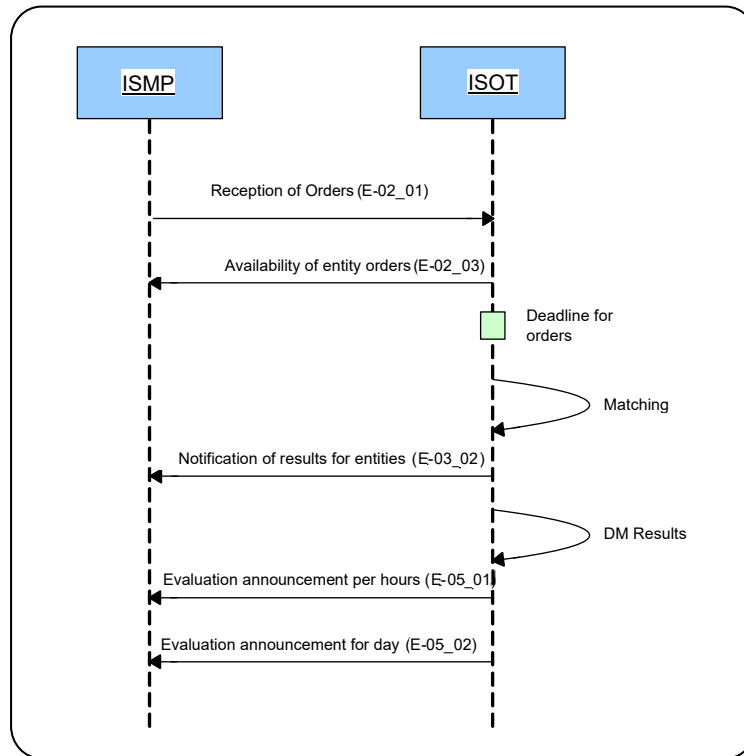 ISMP
ISOT
Reception of Orders (E-02_01)
Availability of entity orders (E-02_03)
Deadline for
orders
Matching
Notification of results for entities (E-03_02)
DM Results
Evaluation announcement per hours (E-05_01)
Evaluation announcement for day (E-05_02)